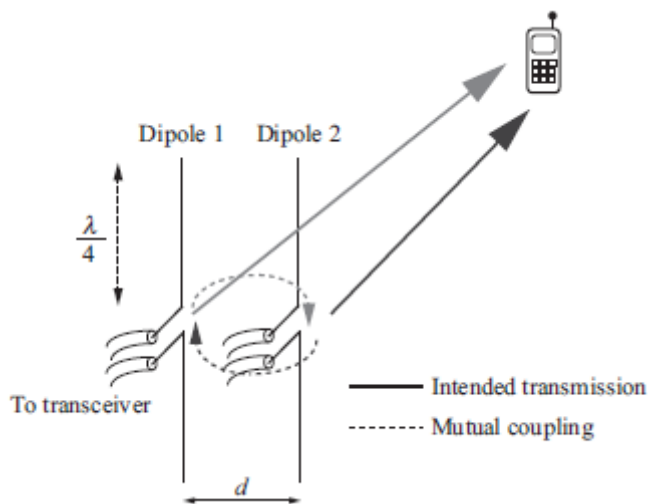 Dipole 1
Dipole 2
λ
4
To transceiver
Intended transmission
Mutual coupling
d